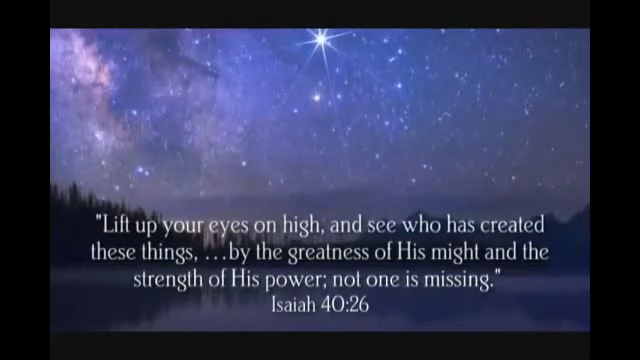 "Lift up your eyes on high, and see who has created
these things, ...by the greatness of His might and the
strength of His power; not one is missing."
Isaiah 40:26